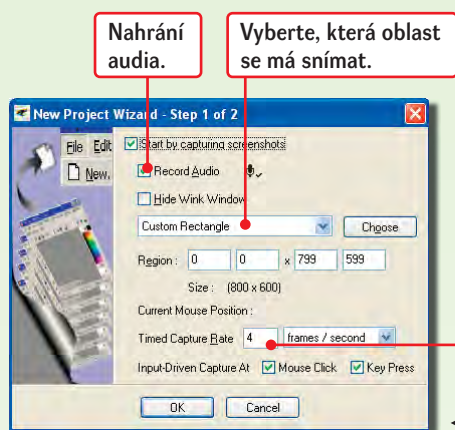 Nahrání
audia.
Vyberte, která oblast
se má snímat.
New Project Wizard - Step 1 of 2
File Edit
New.
Start by capturing screenshots
Record Audio
Hide Wink Window
Custom Rectangle Choose
Region : 0 0 x 799 599
Size : (800 x 600)
Current Mouse Position :
Timed Capture Rate 4 frames / second
Input-Driven Capture At Mouse Click Key Press
OK Cancel